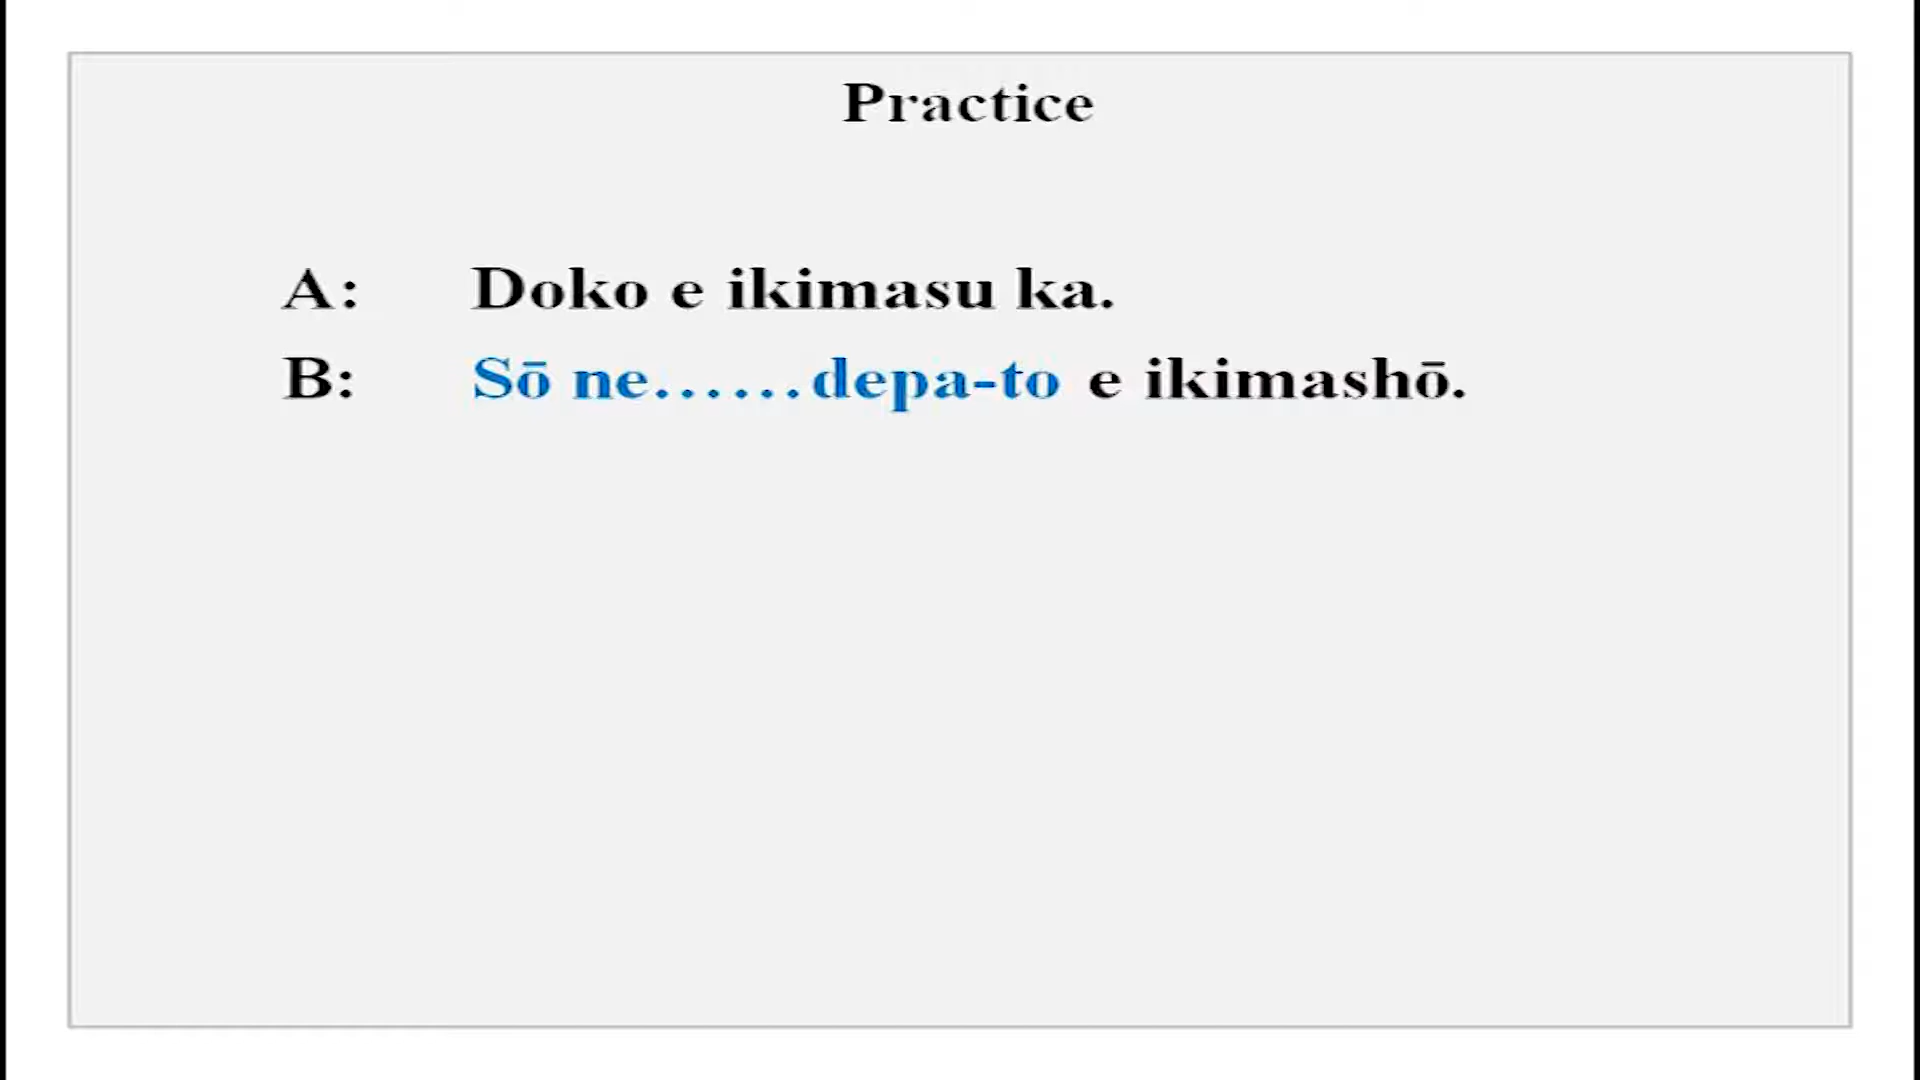 Practice
A: Doko e ikimasu ka.
B: Sō ne……depa-to e ikimashō.